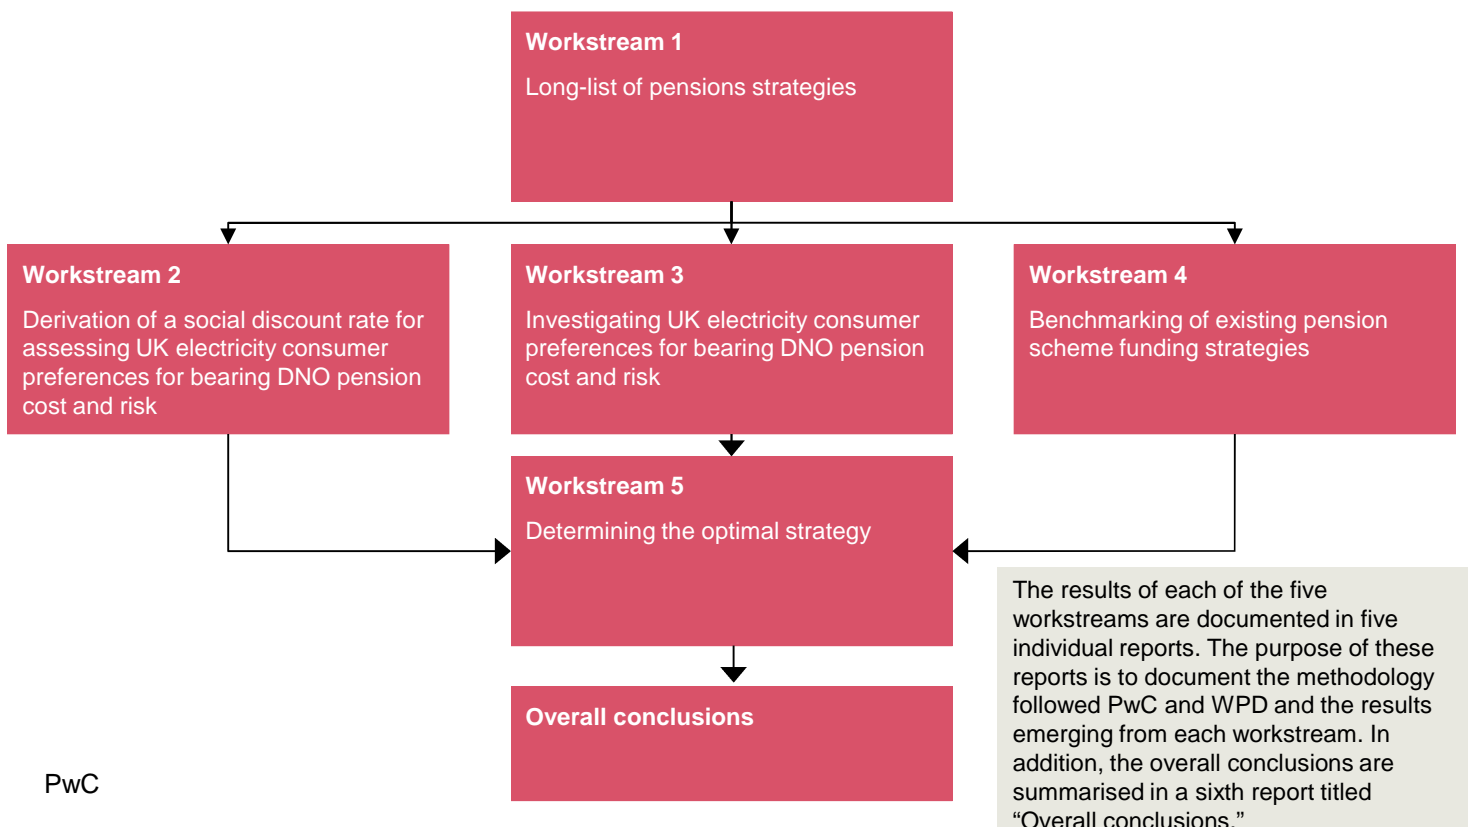 Workstream 1
Long-list of pensions strategies
Workstream 2
Derivation of a social discount rate for
assessing UK electricity consumer
preferences for bearing DNO pension
cost and risk
Workstream 3
Investigating UK electricity consumer
preferences for bearing DNO pension
cost and risk
Workstream 4
Benchmarking of existing pension
scheme funding strategies
Workstream 5
Determining the optimal strategy
Overall conclusions
The results of each of the five
workstreams are documented in five
individual reports. The purpose of these
reports is to document the methodology
followed PwC and WPD and the results
emerging from each workstream. In
addition, the overall conclusions are
summarised in a sixth report titled
“Overall conclusions.”
PwC